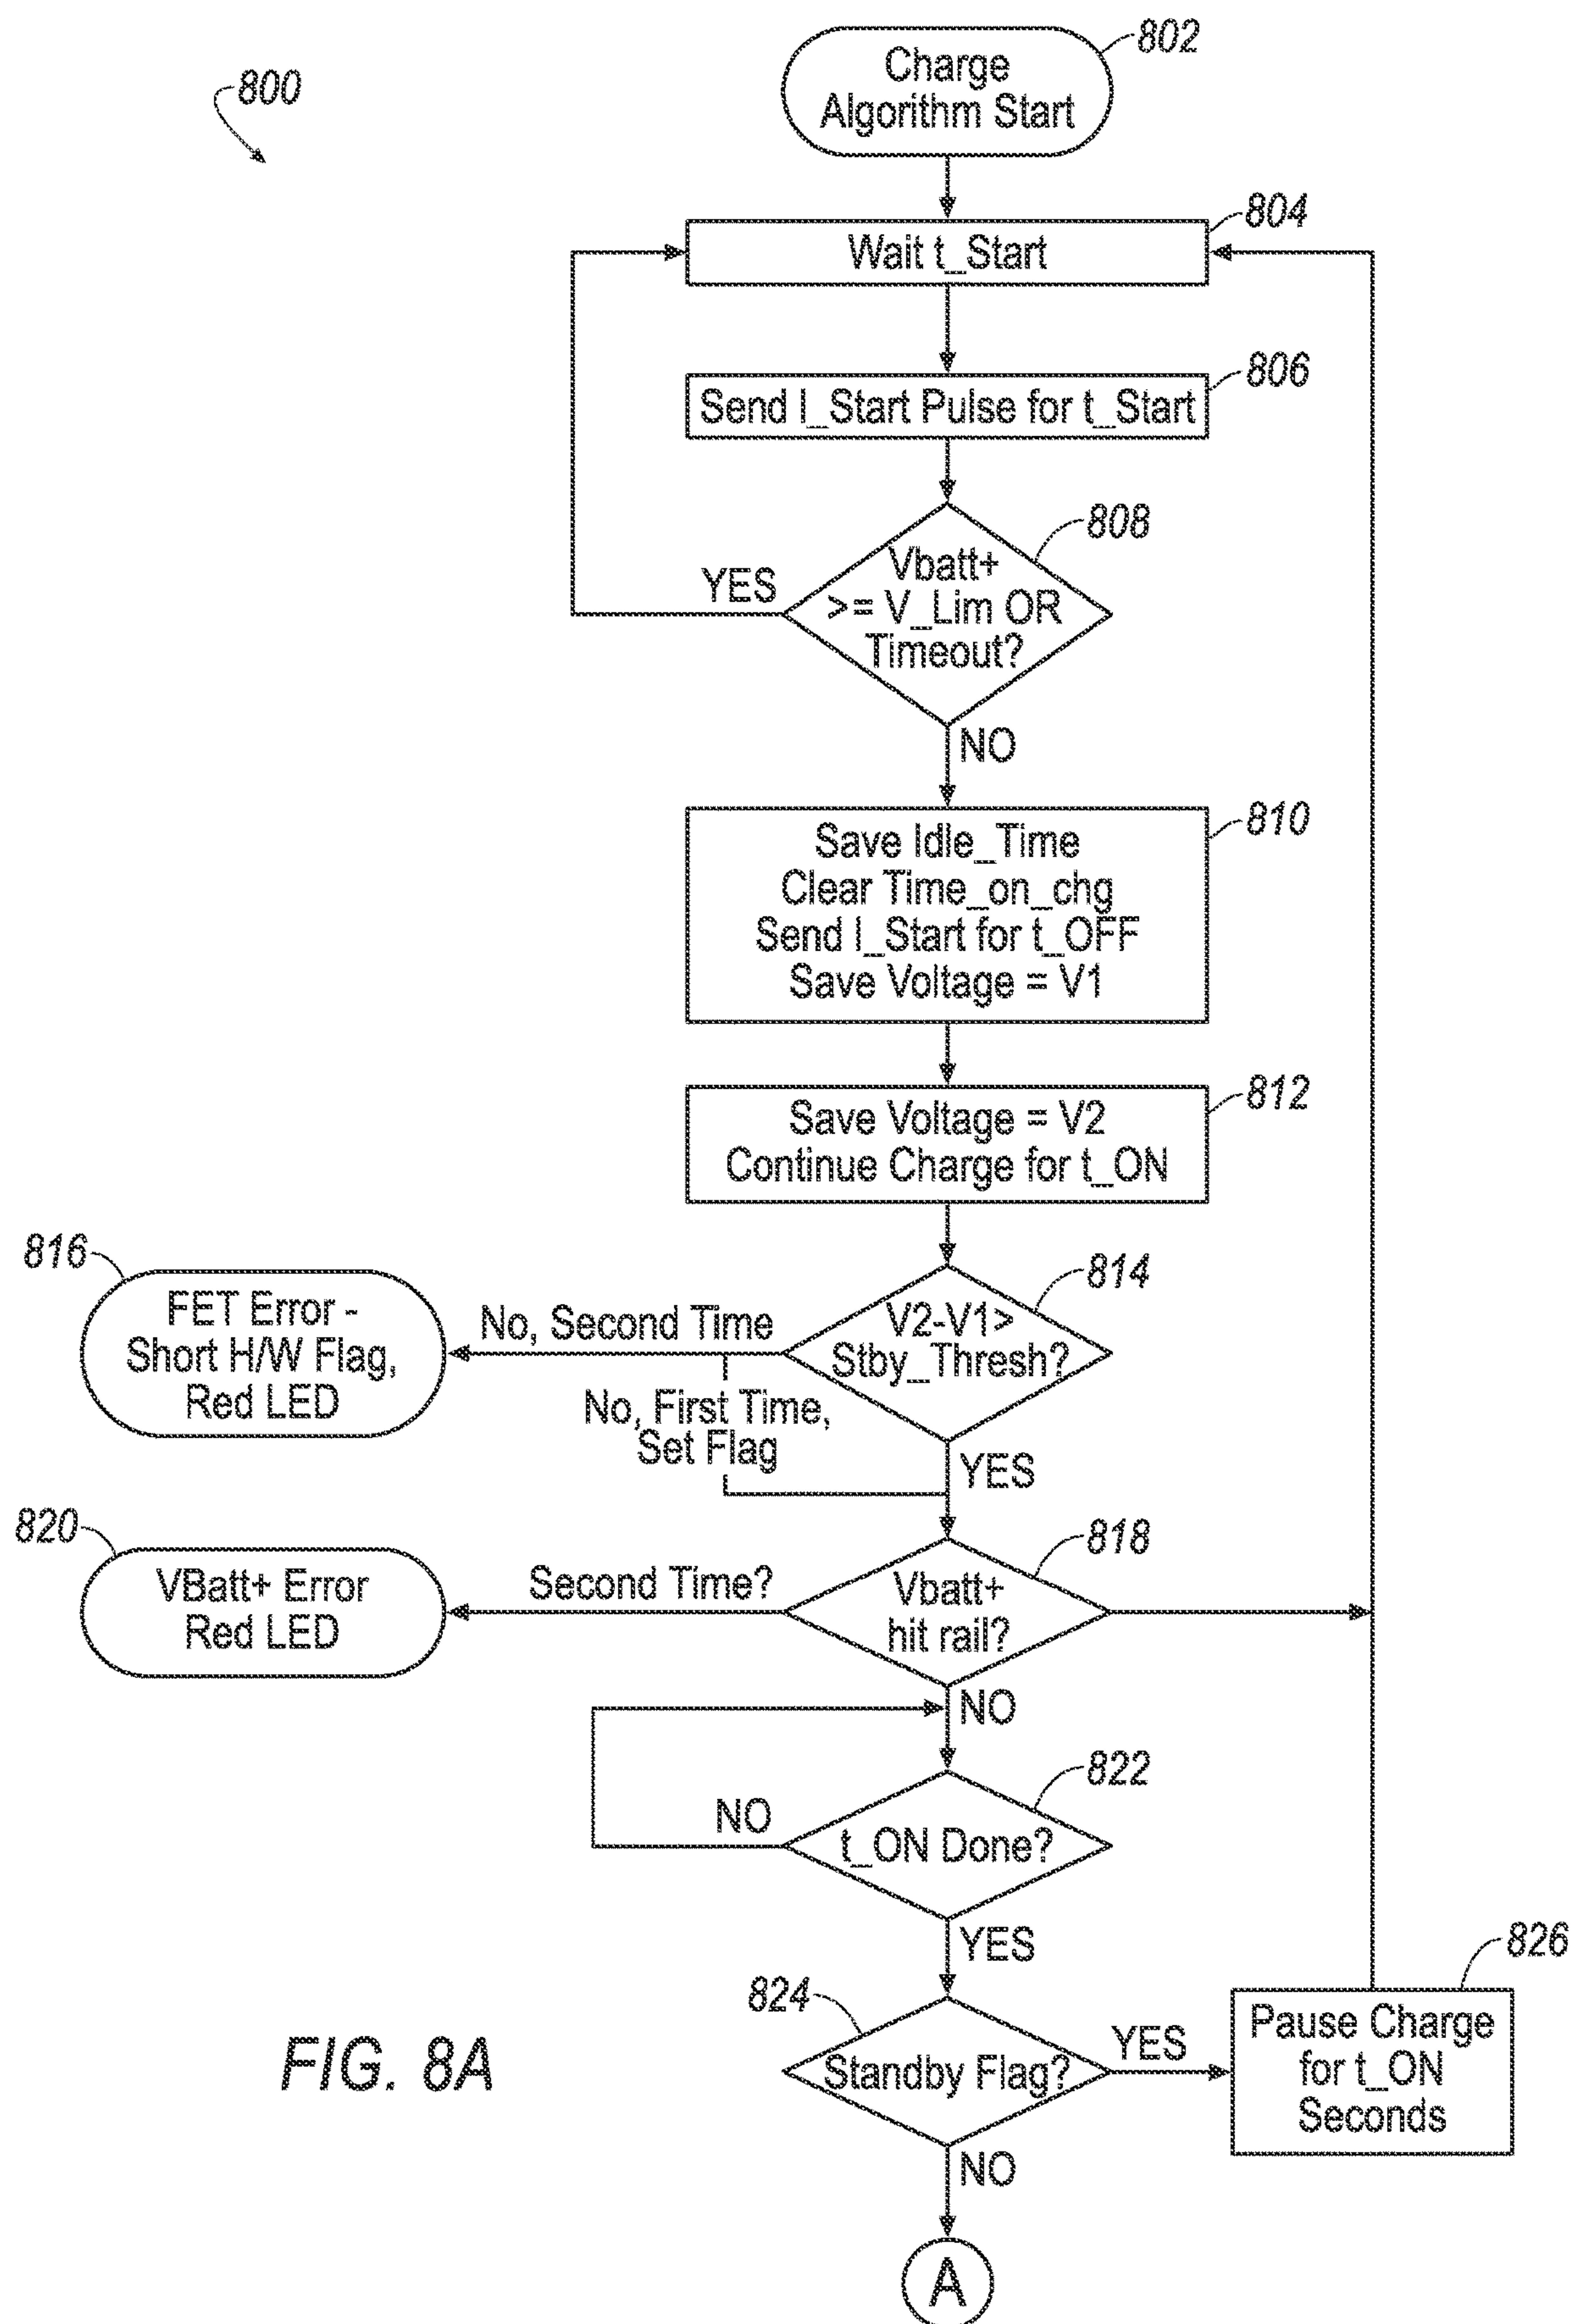 802
Charge
Algorithm Start
800
804
Wait t_Start
806
Send I_Start Pulse for t_Start
808
Vbatt+
>= V_Lim OR
Timeout?
YES
NO
810
Save Idle_Time
Clear Time_on_chg
Send I_Start for t_OFF
Save Voltage = V1
812
Save Voltage = V2
Continue Charge for t_ON
816
FET Error -
Short H/W Flag,
Red LED
No, Second Time
814
V2-V1>
Stby_Thresh?
No, First Time,
Set Flag
YES
820
VBatt+ Error
Red LED
Second Time?
818
Vbatt+
hit rail?
NO
822
NO
t_ON Done?
YES
824
Standby Flag?
YES
826
Pause Charge
for t_ON
Seconds
NO
A
FIG. 8A